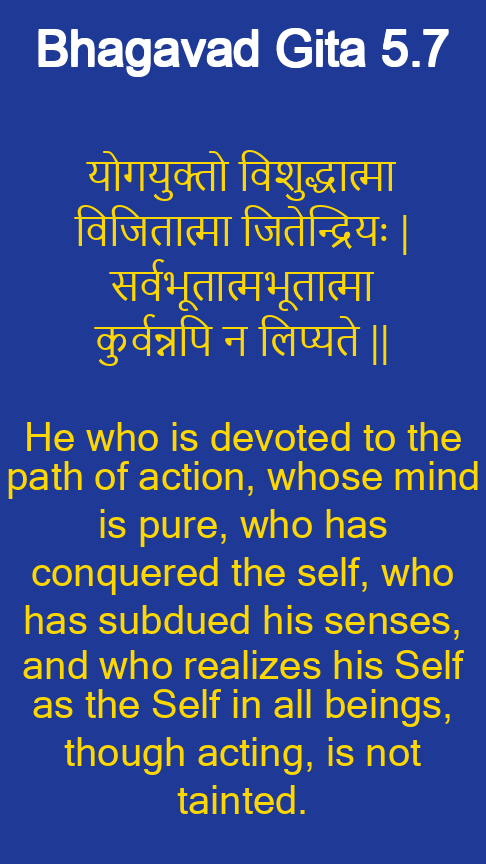 Bhagavad Gita 5.7
योगयुक्तो विशुद्धात्मा
विजितात्मा जितेन्द्रियः |
सर्वभूतात्मभूतात्मा
कुर्वन्नपि न लिप्यते ||
He who is devoted to the
path of action, whose mind
is pure, who has
conquered the self, who
has subdued his senses,
and who realizes his Self
as the Self in all beings,
though acting, is not
tainted.